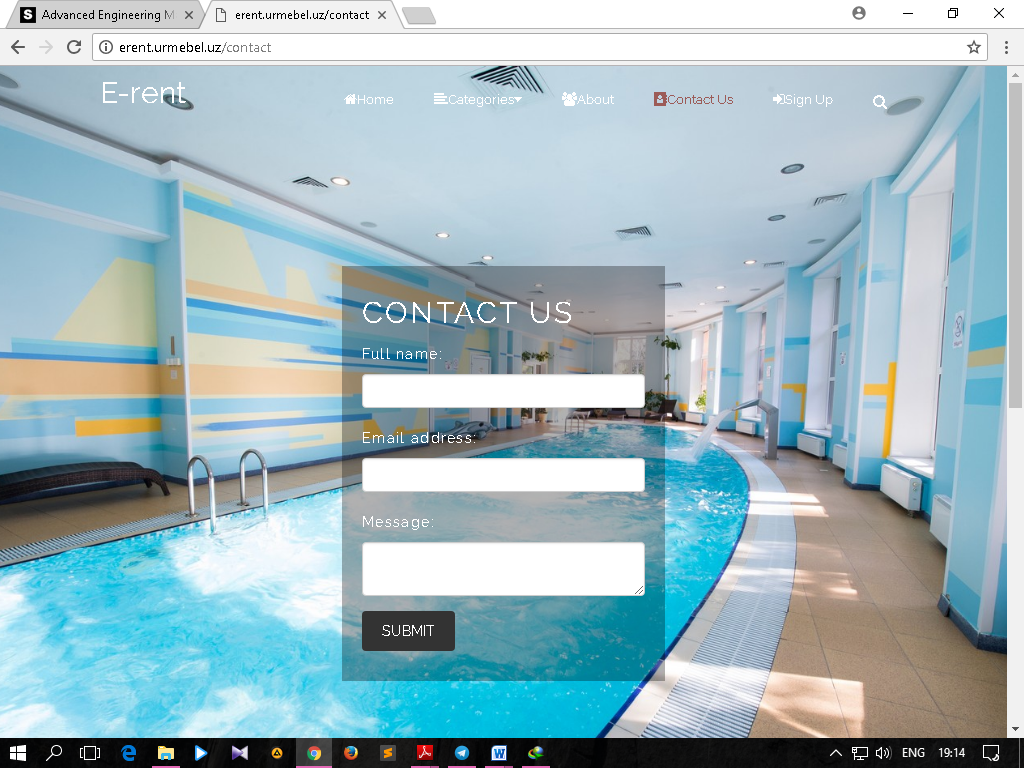 Advanced Engineering M
erent.urmebel.uz/contact
erent.urmebel.uz/contact
E-rent
Home
Categories
About
Contact Us
Sign Up
CONTACT US
Full name:
Email address:
Message:
SUBMIT
ENG
19:14